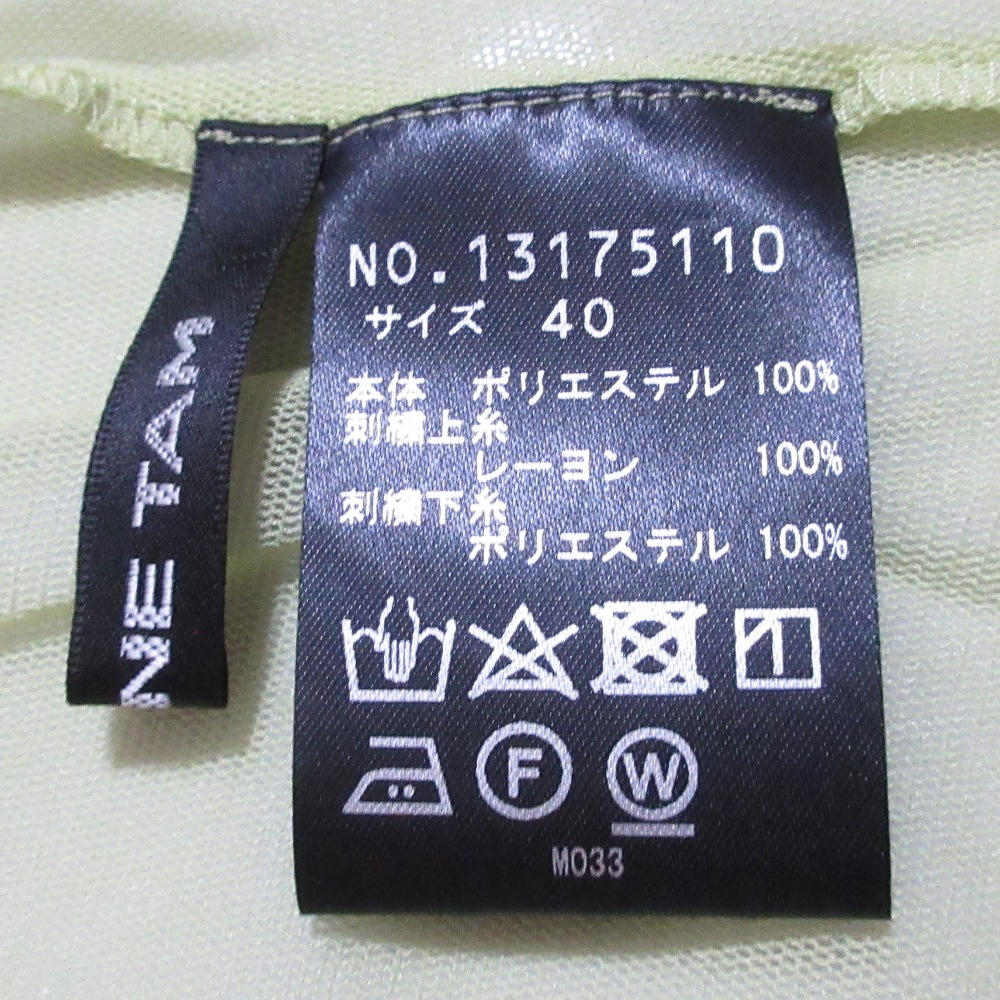 NE TAM
NO.13175110
サイズ 40
本体 ポリエステル 100%
刺繍上糸
レーヨン 100%
刺繍下糸
ポリエステル 100%
F W
M033